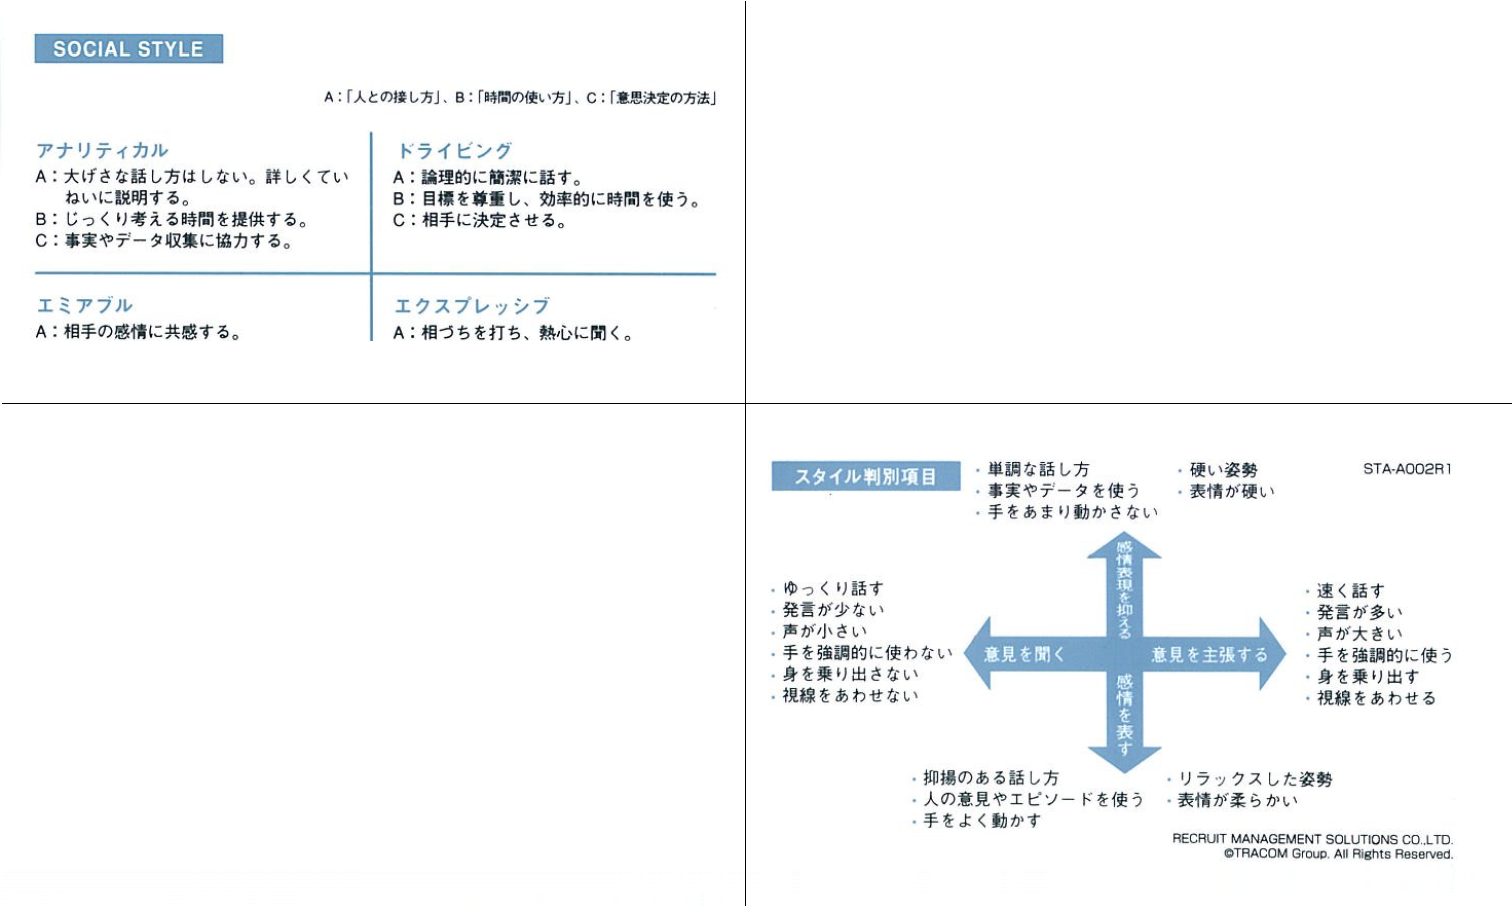 SOCIAL STYLE
A：「人との接し方」、B：「時間の使い方」、C：「意思決定の方法」
アナリティカル
A：大げさな話し方はしない。詳しくてい
ねいに説明する。
B：じっくり考える時間を提供する。
C：事実やデータ収集に協力する。
ドライビング
A：論理的に簡潔に話す。
B：目標を尊重し、効率的に時間を使う。
C：相手に決定させる。
エミアブル
A：相手の感情に共感する。
エクスプレッシブ
A：相づちを打ち、熱心に聞く。
スタイル判別項目
・単調な話し方
・事実やデータを使う
・手をあまり動かさない
・硬い姿勢
・表情が硬い
STA-A002R1
感情表現を抑える
・ゆっくり話す
・発言が少ない
・声が小さい
・手を強調的に使わない
・身を乗り出さない
・視線をあわせない
意見を聞く
意見を主張する
・速く話す
・発言が多い
・声が大きい
・手を強調的に使う
・身を乗り出す
・視線をあわせる
感情を表す
・抑揚のある話し方
・人の意見やエピソードを使う
・手をよく動かす
・リラックスした姿勢
・表情が柔らかい
RECRUIT MANAGEMENT SOLUTIONS CO.,LTD.
©TRACOM Group. All Rights Reserved.